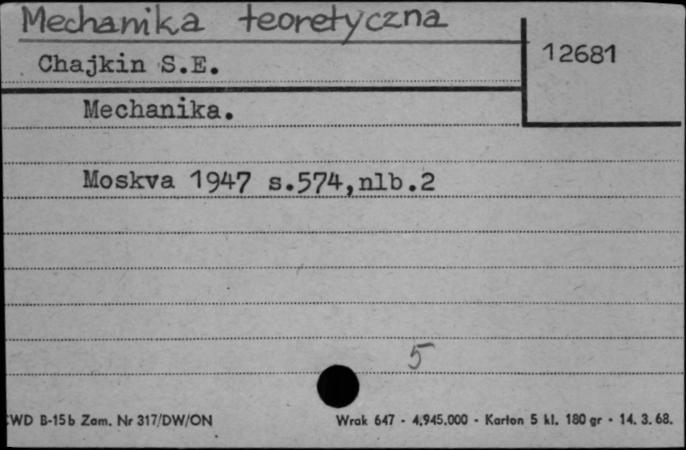 Mechanika teoretyczna
12681
Chajkin S.E.
Mechanika.
Moskva 1947 s.574,nlb.2
5
WD B-15b Zam. Nr 317/DW/ON Wrak 647 - 4.945.000 - Karton 5 kl. 180 gr - 14. 3. 68.